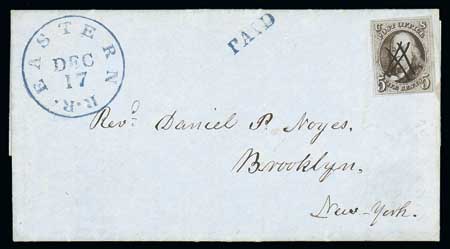 EASTERN R.R.
DEC
17
PAID
POST OFFICE
5 FIVE CENTS 5
Revd. Daniel P. Noyes.
Brooklyn.
New-York.